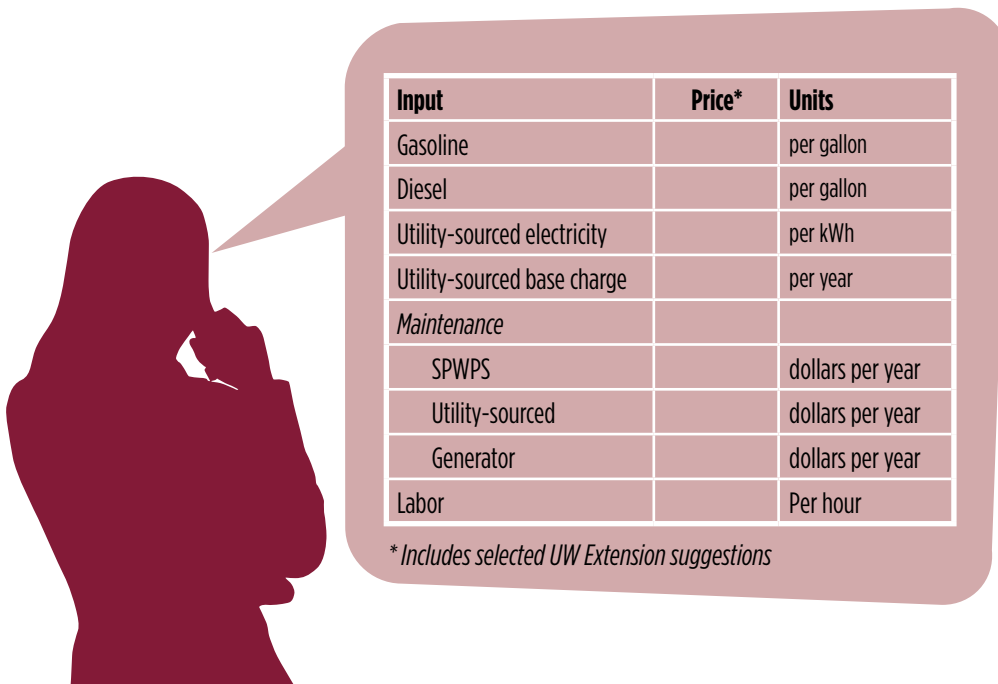 Input Price* Units
Gasoline per gallon
Diesel per gallon
Utility-sourced electricity per kWh
Utility-sourced base charge per year
Maintenance
SPWPS dollars per year
Utility-sourced dollars per year
Generator dollars per year
Labor Per hour
* Includes selected UW Extension suggestions